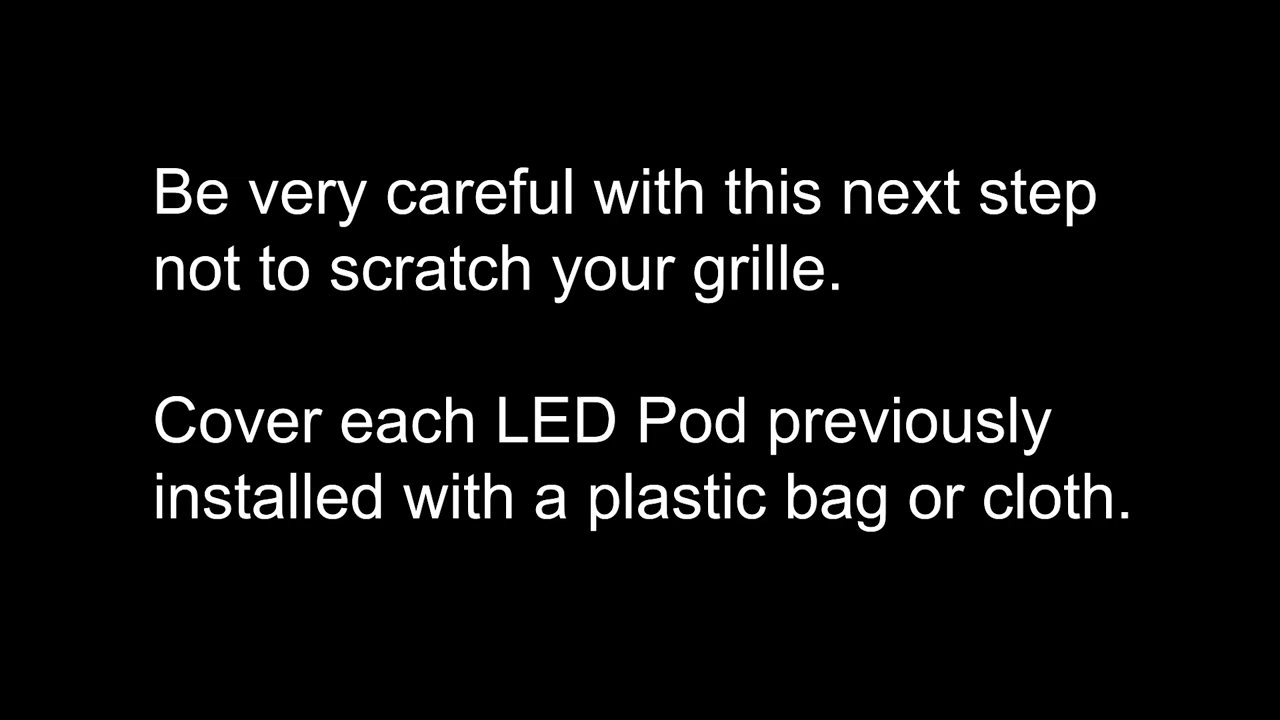 Be very careful with this next step
not to scratch your grille.
Cover each LED Pod previously
installed with a plastic bag or cloth.